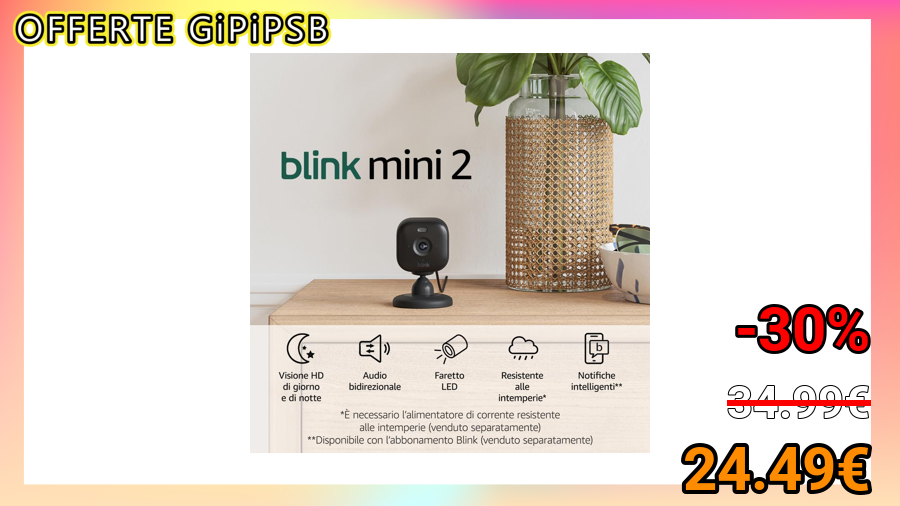 OFFERTE GiPiPSB
blink mini 2
Visione HD
di giorno
e di notte
Audio
bidirezionale
Faretto
LED
Resistente
alle
intemperie*
Notifiche
intelligenti**
*È necessario l'alimentatore di corrente resistente
alle intemperie (venduto separatamente)
**Disponibile con l'abbonamento Blink (venduto separatamente)
-30%
34.99€
24.49€